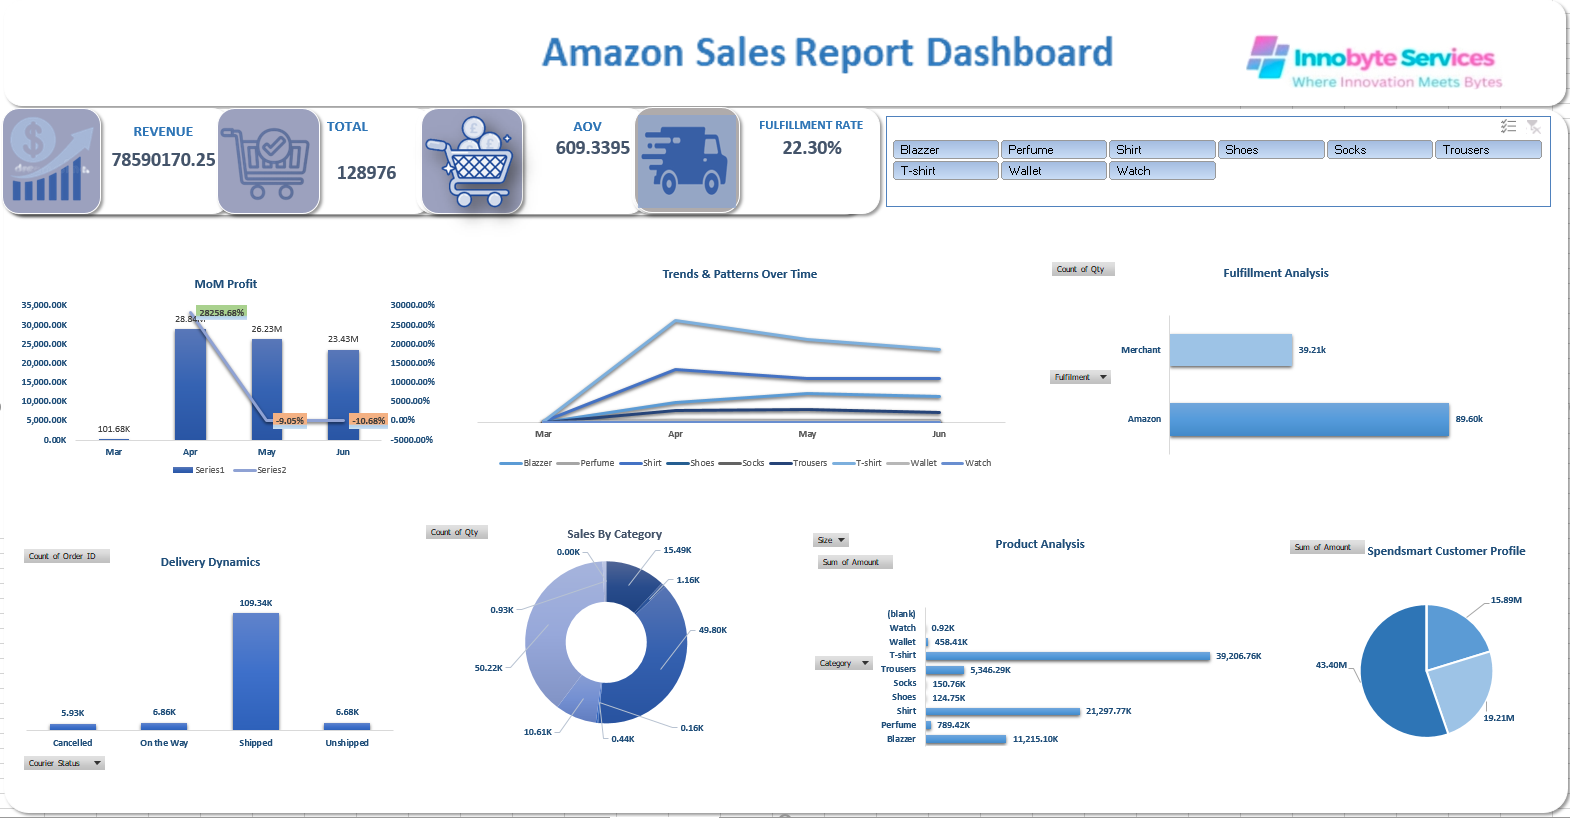 Amazon Sales Report Dashboard
Innobyte Services
Where Innovation Meets Bytes
REVENUE
78590170.25
TOTAL
128976
AOV
609.3395
FULFILLMENT RATE
22.30%
Blazzer
Perfume
Shirt
Shoes
Socks
Trousers
T-shirt
Wallet
Watch
MoM Profit
35,000.00K
30,000.00K
25,000.00K
20,000.00K
15,000.00K
10,000.00K
5,000.00K
0.00K
30000.00%
25000.00%
20000.00%
15000.00%
10000.00%
5000.00%
0.00%
-5000.00%
101.68K
28.84M
28258.68%
26.23M
23.43M
-9.05%
-10.68%
Mar
Apr
May
Jun
Series1
Series2
Trends & Patterns Over Time
Mar
Apr
May
Jun
Blazzer
Perfume
Shirt
Shoes
Socks
Trousers
T-shirt
Wallet
Watch
Count of Qty
Fulfillment Analysis
Merchant
39.21k
Fulfilment
Amazon
89.60k
Count of Order ID
Delivery Dynamics
109.34K
5.93K
6.86K
6.68K
Cancelled
On the Way
Shipped
Unshipped
Courier Status
Count of Qty
Sales By Category
0.00K
15.49K
1.16K
0.93K
49.80K
50.22K
0.16K
10.61K
0.44K
Size
Product Analysis
Sum of Amount
(blank)
Watch
0.92K
Wallet
458.41K
T-shirt
39,206.76K
Category
Trousers
5,346.29K
Socks
150.76K
Shoes
124.75K
Shirt
21,297.77K
Perfume
789.42K
Blazzer
11,215.10K
Sum of Amount
Spendsmart Customer Profile
15.89M
43.40M
19.21M